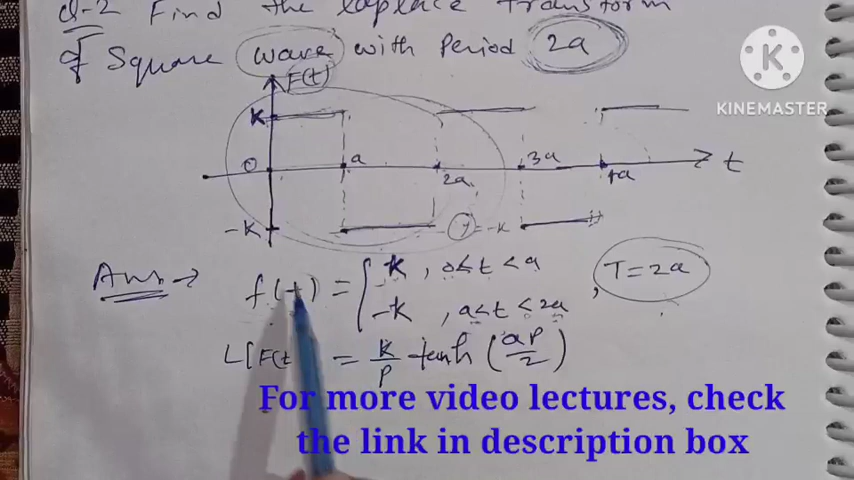 Q-2 Find the Laplace Transform
of Square wave with Period 2a
F(t)
KINEMASTER
K
0 a 2a 3a 4a t
-K y=-K
Ans → f(t) = { K , 0<t<a
-K , a<t<2a , T=2a
L[F(t = K/P tanh (aP/2)
For more video lectures, check
the link in description box